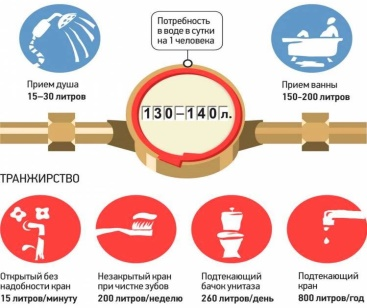 Потребность
в воде в сутки
на 1 человека
130-140л.
Прием душа
15–30 литров
Прием ванны
150-200 литров
ТРАНЖИРСТВО
Открытый без
надобности кран
15 литров/минуту
Незакрытый кран
при чистке зубов
200 литров/неделю
Подтекающий
бачок унитаза
260 литров/день
Подтекающий
кран
800 литров/год